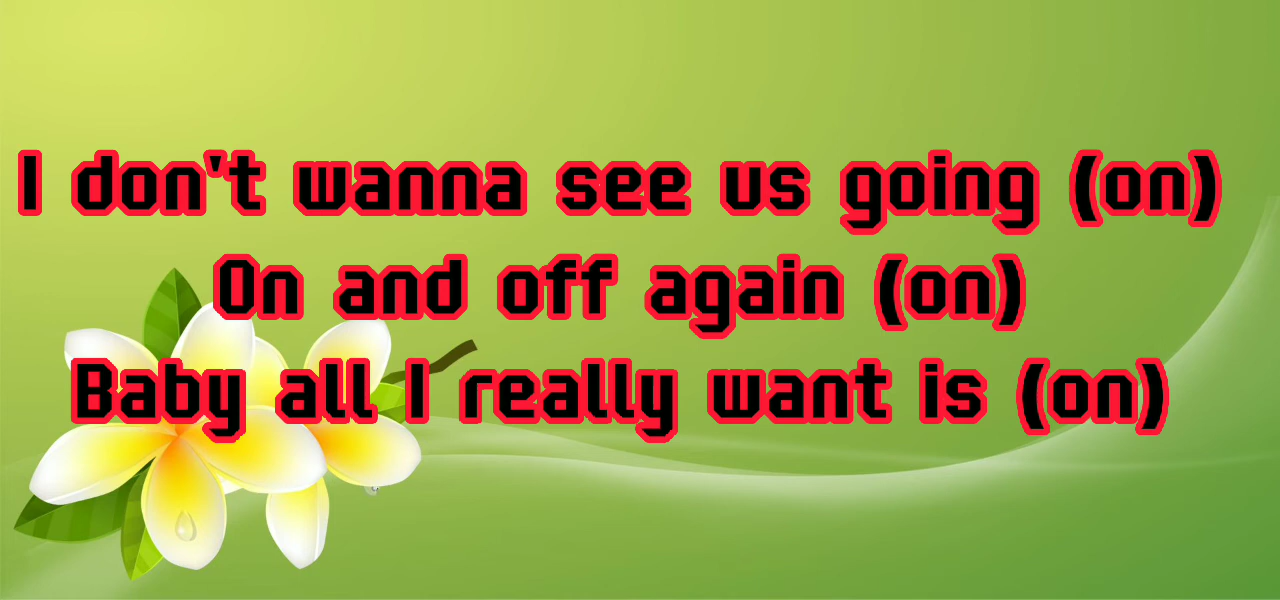 I don't wanna see us going (on)
On and off again (on)
Baby all I really want is (on)